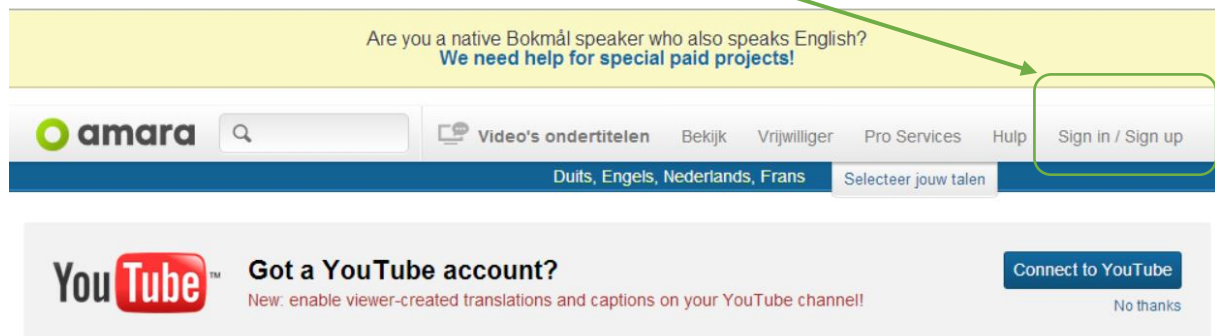 Are you a native Bokmål speaker who also speaks English?
We need help for special paid projects!
amara Video's ondertitelen Bekijk Vrijwilliger Pro Services Hulp Sign in / Sign up
Duits, Engels, Nederlands, Frans Selecteer jouw talen
YouTube™ Got a YouTube account? Connect to YouTube
New: enable viewer-created translations and captions on your YouTube channel! No thanks